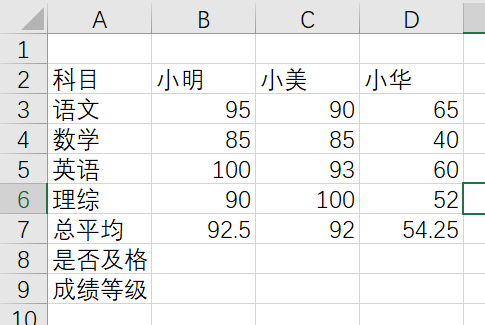 A B C D
1
2 科目 小明 小美 小华
3 语文 95 90 65
4 数学 85 85 40
5 英语 100 93 60
6 理综 90 100 52
7 总平均 92.5 92 54.25
8 是否及格
9 成绩等级
10